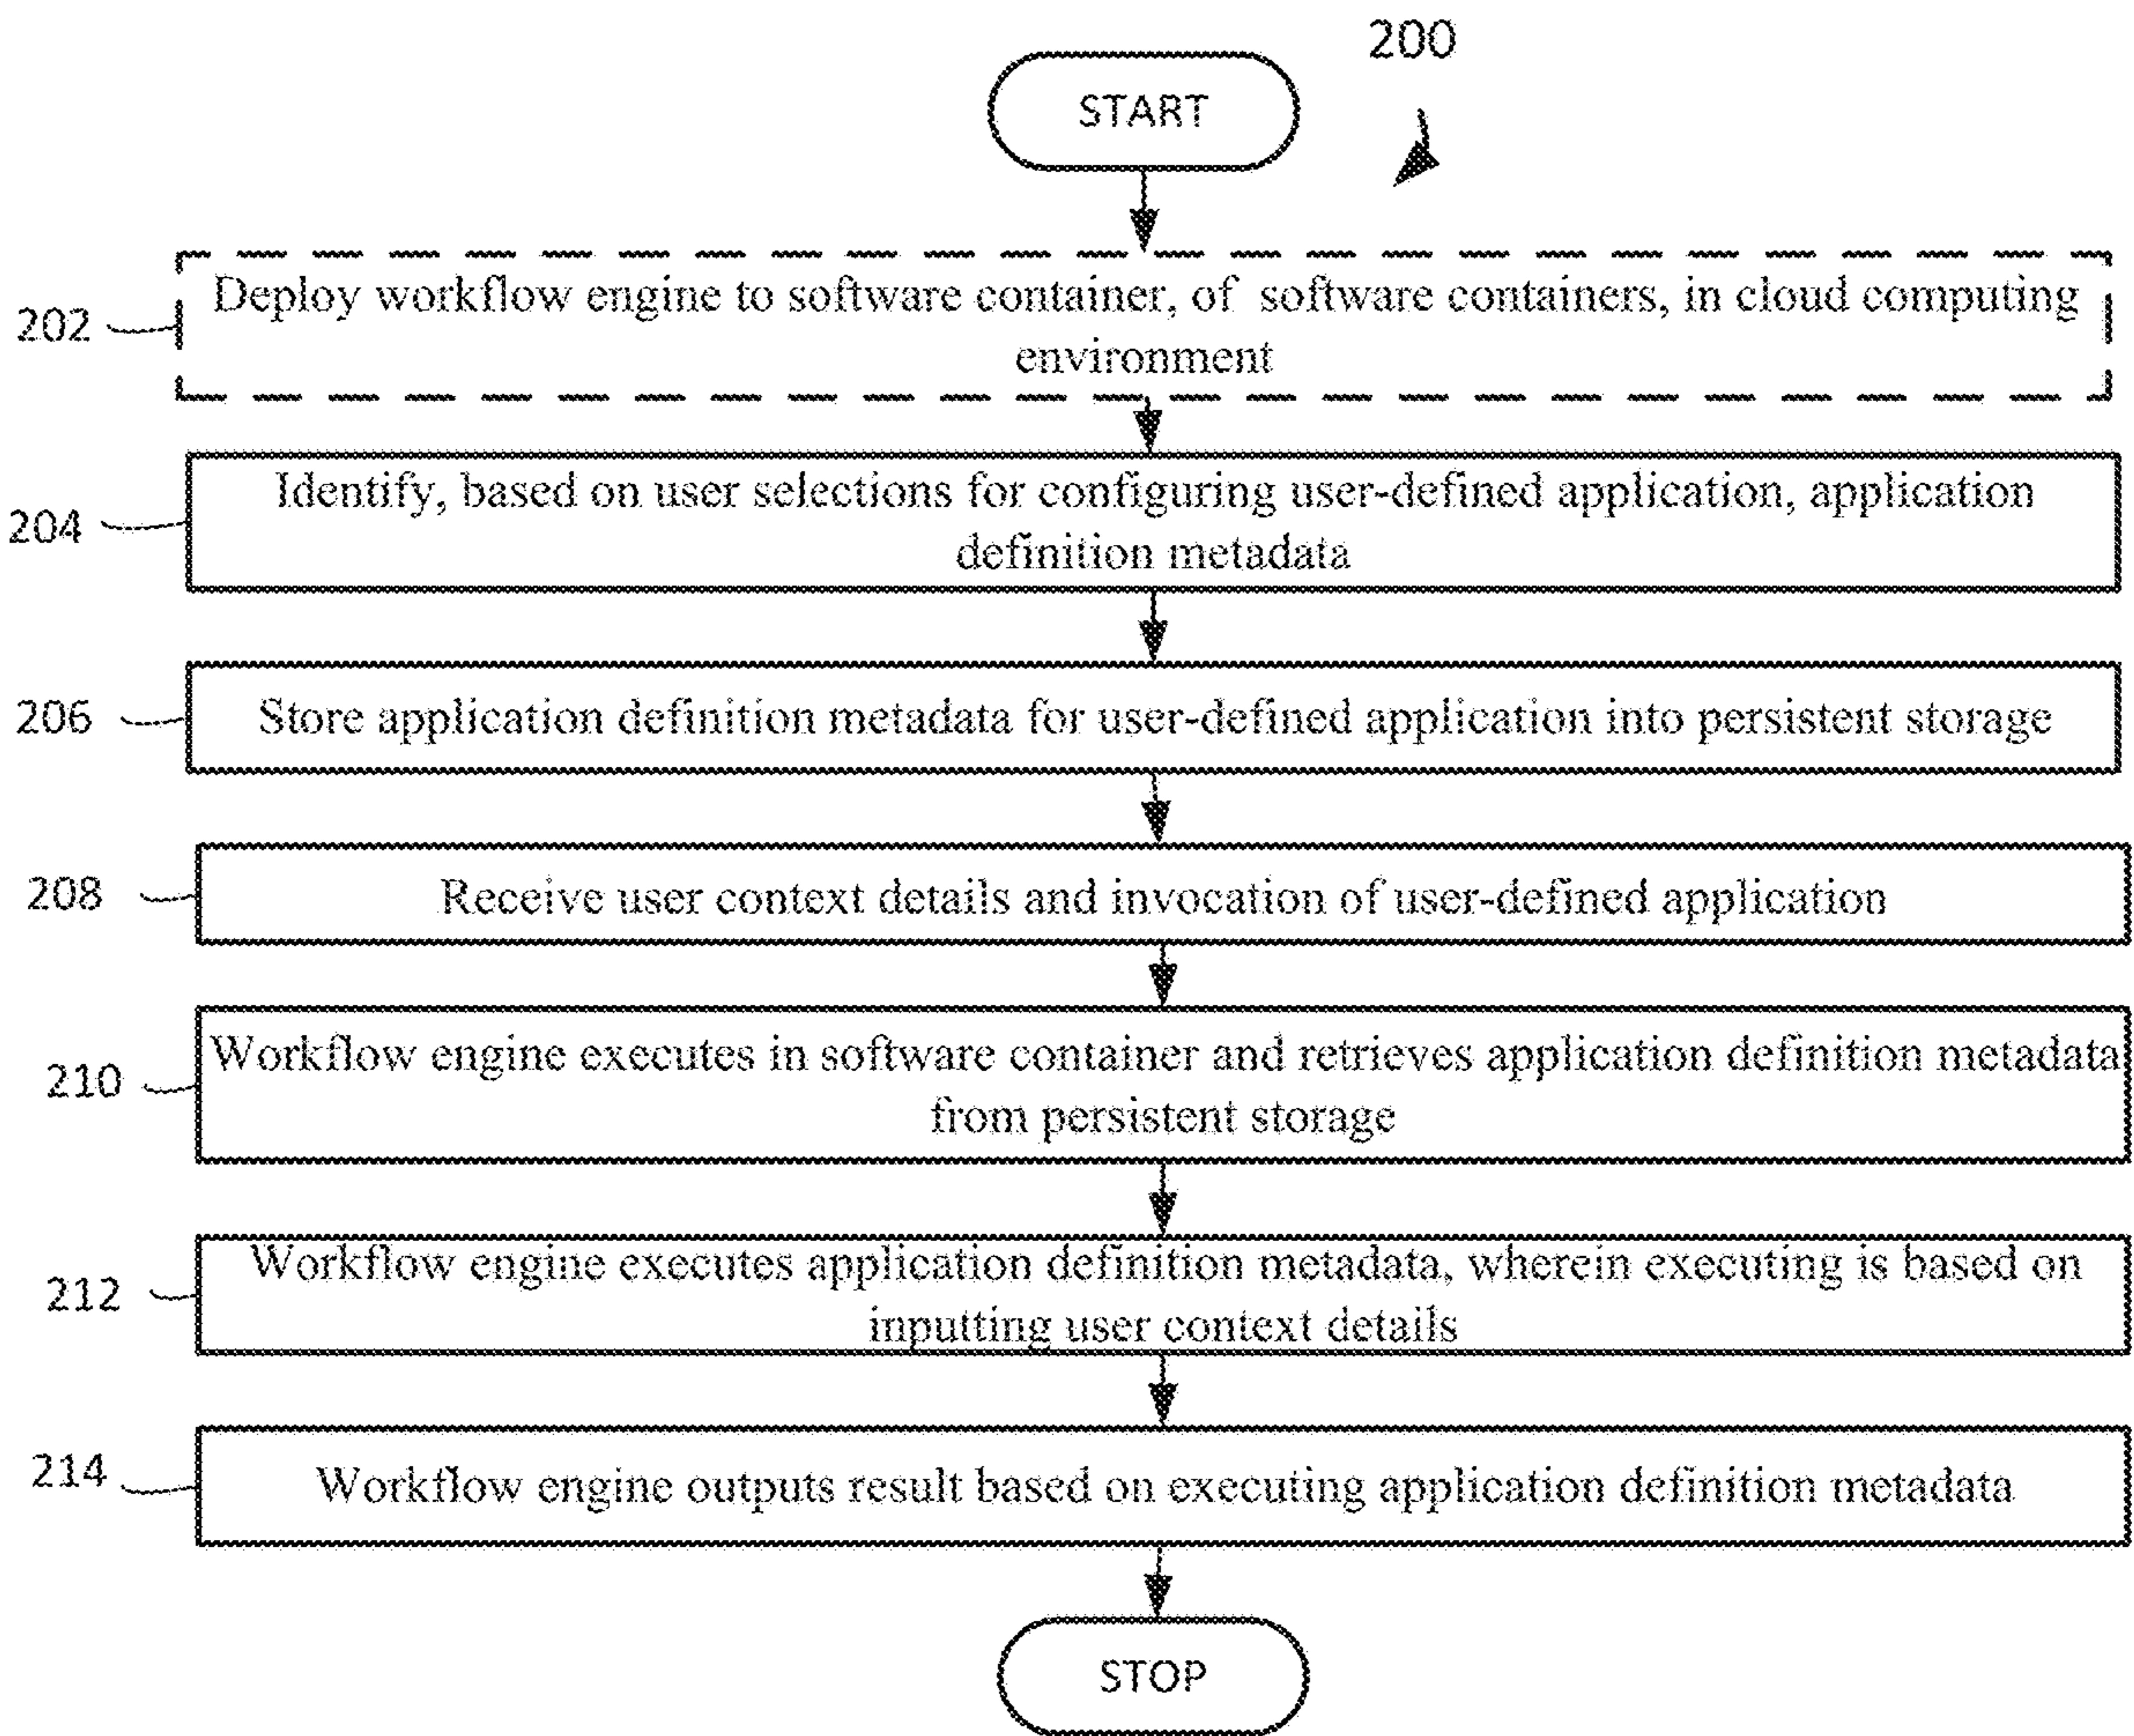 200
START
202
Deploy workflow engine to software container, of software containers, in cloud computing
environment
204
Identify, based on user selections for configuring user-defined application, application
definition metadata
206
Store application definition metadata for user-defined application into persistent storage
208
Receive user context details and invocation of user-defined application
210
Workflow engine executes in software container and retrieves application definition metadata
from persistent storage
212
Workflow engine executes application definition metadata, wherein executing is based on
inputting user context details
214
Workflow engine outputs result based on executing application definition metadata
STOP